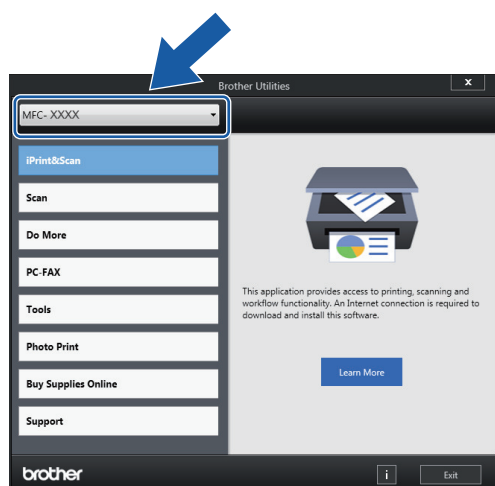 Brother Utilities
X
MFC- XXXX
iPrint&Scan
Scan
Do More
PC-FAX
Tools
Photo Print
Buy Supplies Online
Support
This application provides access to printing, scanning and
workflow functionality. An Internet connection is required to
download and install this software.
Learn More
brother
i
Exit